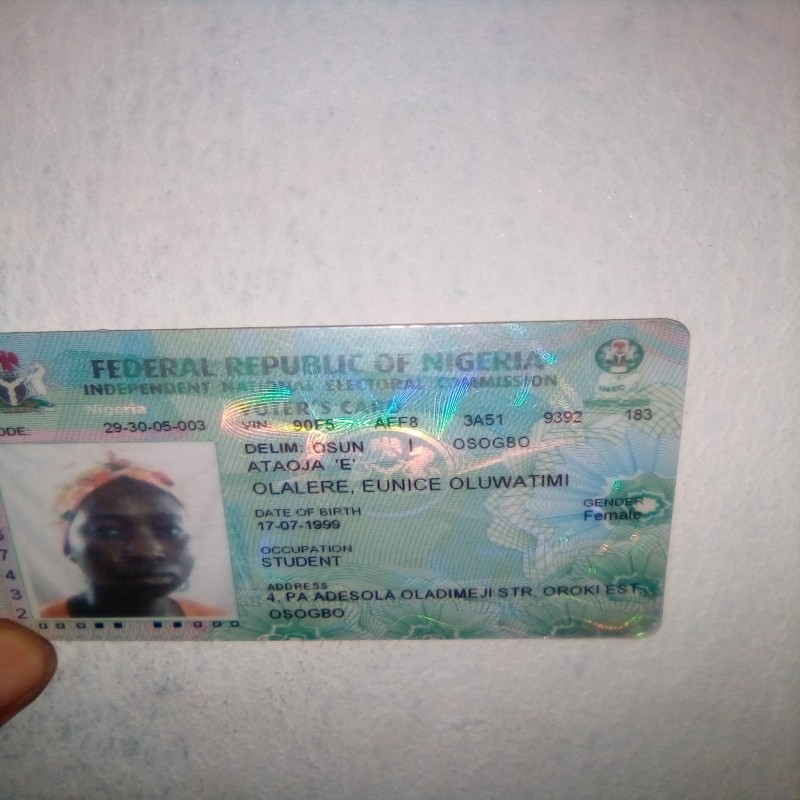 FEDERAL REPUBLIC OF NIGERIA
INDEPENDENT NATIONAL ELECTORAL COMMISSION
Nigeria VOTER'S CARD
ODE: 29-30-05-003 VIN: 90F5 AFF8 3A51 9392 183
DELIM: OSUN OSOGBO
ATAOJA 'E'
OLALERE, EUNICE OLUWATIMI
DATE OF BIRTH
17-07-1999
GENDER
Female
OCCUPATION
STUDENT
ADDRESS
4, PA ADESOLA OLADIMEJI STR, OROKI EST,
OSOGBO
INEC
7
4
3
2